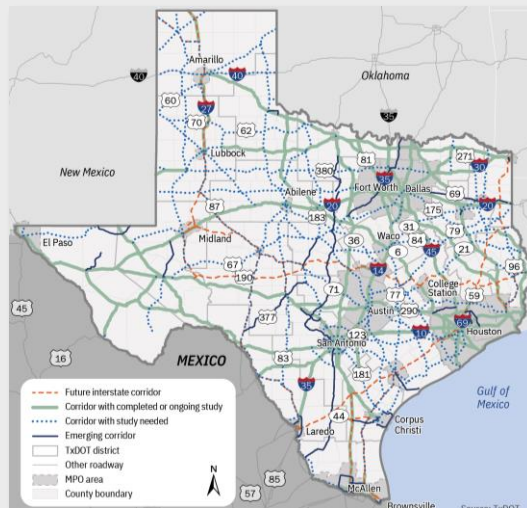 Amarillo
40
40
Oklahoma
60
27
35
70
62
New Mexico
Lubbock
380
81
271
30
35
Fort Worth
Dallas
69
Abilene
20
175
20
87
183
El Paso
Midland
36
Waco
31
84
79
6
45
21
67
190
14
96
College
Station
45
71
77
59
377
Austin
290
Houston
16
10
69
123
MEXICO
83
San Antonio
181
35
Gulf of
Mexico
44
Corpus
Christi
Laredo
Future interstate corridor
Corridor with completed or ongoing study
Corridor with study needed
Emerging corridor
TxDOT district
Other roadway
MPO area
County boundary
N
85
57
McAllen
Brownsville
Source: TxDOT